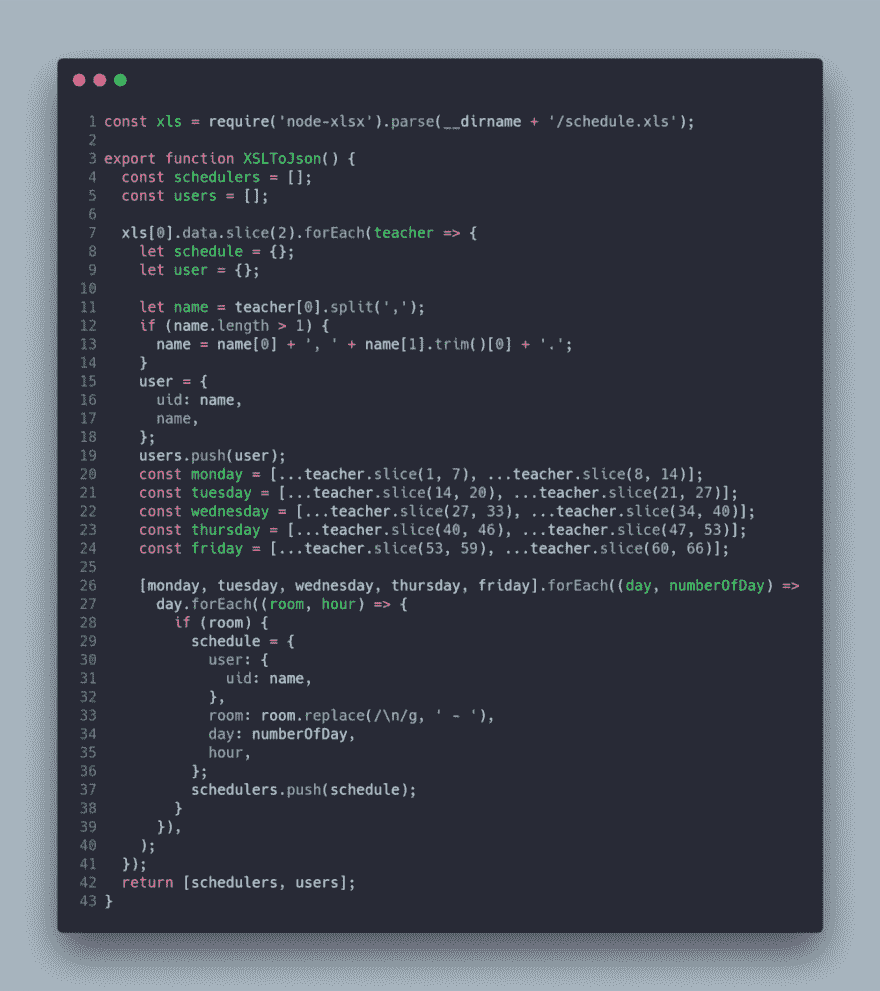 1 const xls = require('node-xlsx').parse(__dirname + '/schedule.xls');
2
3 export function XSLToJson() {
4   const schedulers = [];
5   const users = [];
6
7   xls[0].data.slice(2).forEach(teacher => {
8     let schedule = {};
9     let user = {};
10
11     let name = teacher[0].split(',');
12     if (name.length > 1) {
13       name = name[0] + ', ' + name[1].trim()[0] + '.';
14     }
15     user = {
16       uid: name,
17       name,
18     };
19     users.push(user);
20     const monday = [...teacher.slice(1, 7), ...teacher.slice(8, 14)];
21     const tuesday = [...teacher.slice(14, 20), ...teacher.slice(21, 27)];
22     const wednesday = [...teacher.slice(27, 33), ...teacher.slice(34, 40)];
23     const thursday = [...teacher.slice(40, 46), ...teacher.slice(47, 53)];
24     const friday = [...teacher.slice(53, 59), ...teacher.slice(60, 66)];
25
26     [monday, tuesday, wednesday, thursday, friday].forEach((day, numberOfDay) =>
27       day.forEach((room, hour) => {
28         if (room) {
29           schedule = {
30             user: {
31               uid: name,
32             },
33             room: room.replace(/\n/g, ' - '),
34             day: numberOfDay,
35             hour,
36           };
37           schedulers.push(schedule);
38         }
39       }),
40     );
41   });
42   return [schedulers, users];
43 }